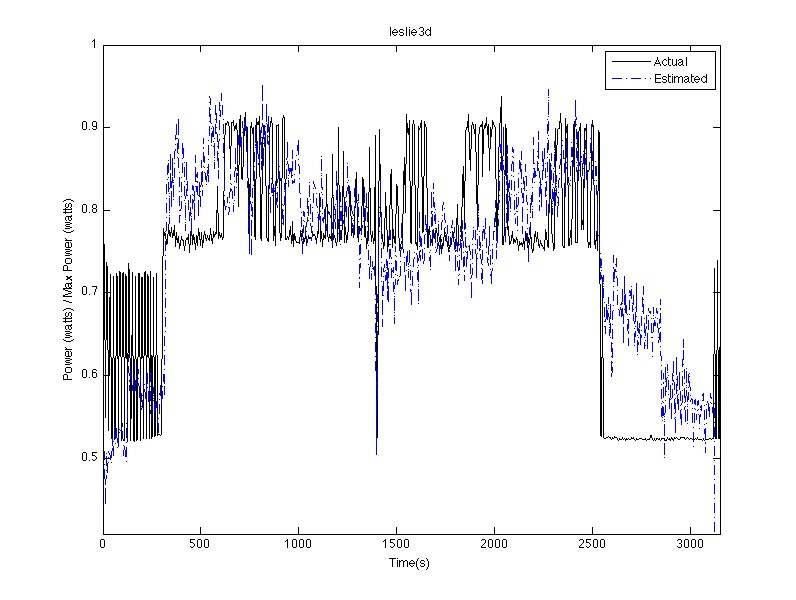 leslie3d
1
Actual
Estimated
0.9
0.8
0.7
0.6
0.5
Power (watts) / Max Power (watts)
0
500
1000
1500
2000
2500
3000
Time(s)